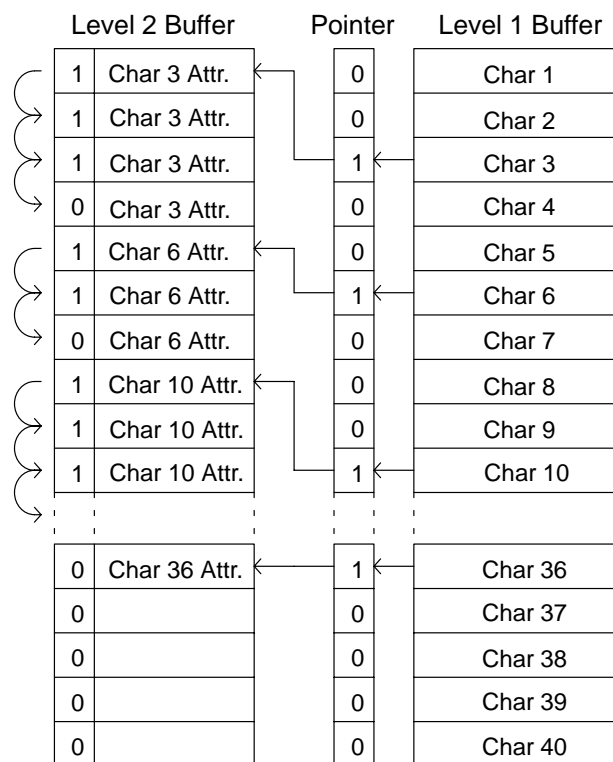 Level 2 Buffer Pointer Level 1 Buffer
1 Char 3 Attr. 0 Char 1
1 Char 3 Attr. 0 Char 2
1 Char 3 Attr. 1 Char 3
0 Char 3 Attr. 0 Char 4
1 Char 6 Attr. 0 Char 5
1 Char 6 Attr. 1 Char 6
0 Char 6 Attr. 0 Char 7
1 Char 10 Attr. 0 Char 8
1 Char 10 Attr. 0 Char 9
1 Char 10 Attr. 1 Char 10
0 Char 36 Attr. 1 Char 36
0 0 Char 37
0 0 Char 38
0 0 Char 39
0 0 Char 40